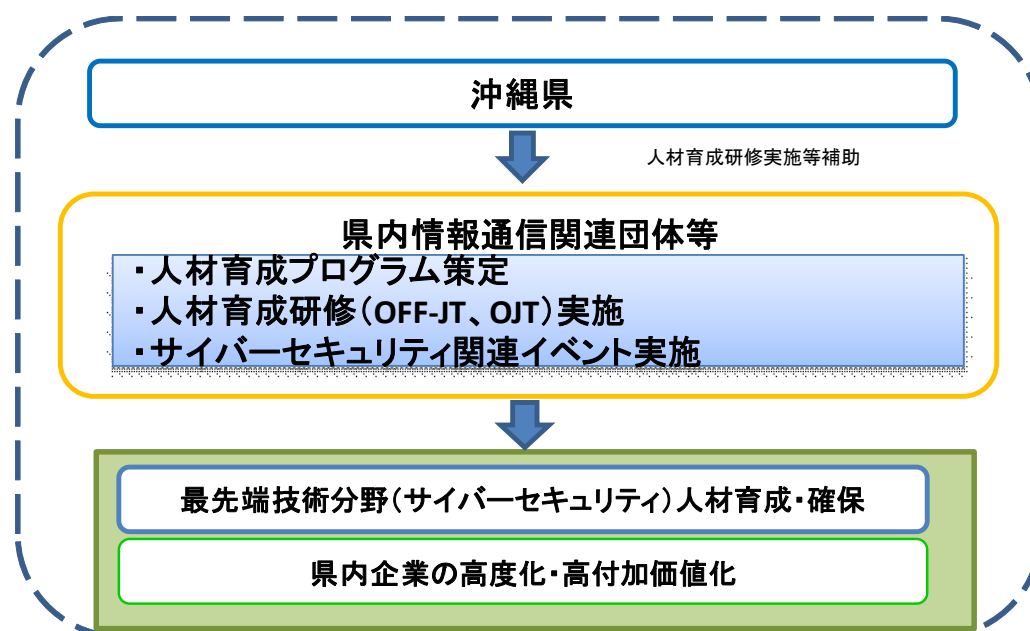 沖縄県
人材育成研修実施等補助
県内情報通信関連団体等
・人材育成プログラム策定
・人材育成研修（OFF-JT、OJT）実施
・サイバーセキュリティ関連イベント実施
最先端技術分野（サイバーセキュリティ）人材育成・確保
県内企業の高度化・高付加価値化